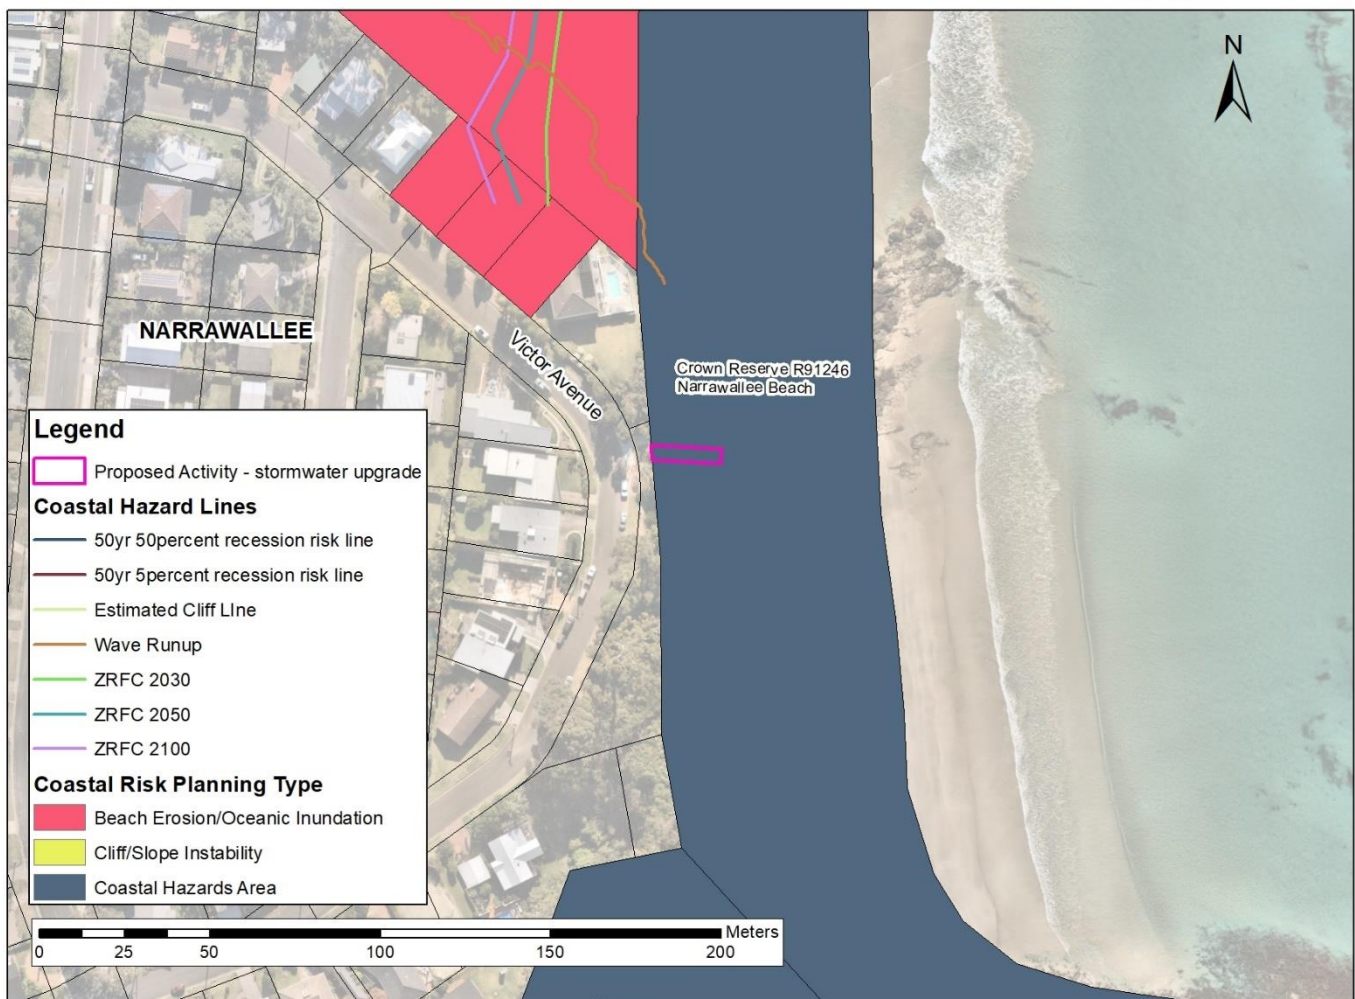 N
NARRAWALLEE
Victor Avenue
Crown Reserve R91246
Narrawallee Beach
Legend
Proposed Activity - stormwater upgrade
Coastal Hazard Lines
50yr 50percent recession risk line
50yr 5percent recession risk line
Estimated Cliff LIne
Wave Runup
ZRFC 2030
ZRFC 2050
ZRFC 2100
Coastal Risk Planning Type
Beach Erosion/Oceanic Inundation
Cliff/Slope Instability
Coastal Hazards Area
Meters
0 25 50 100 150 200